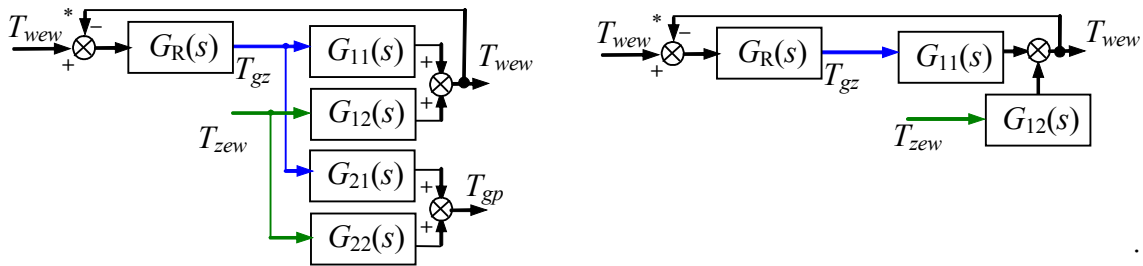 T_wew * − + G_R(s) T_gz G_11(s) + + T_wew
T_zew G_12(s)
G_21(s) + + T_gp
G_22(s)
T_wew * − + G_R(s) T_gz G_11(s) T_wew
T_zew G_12(s)
.